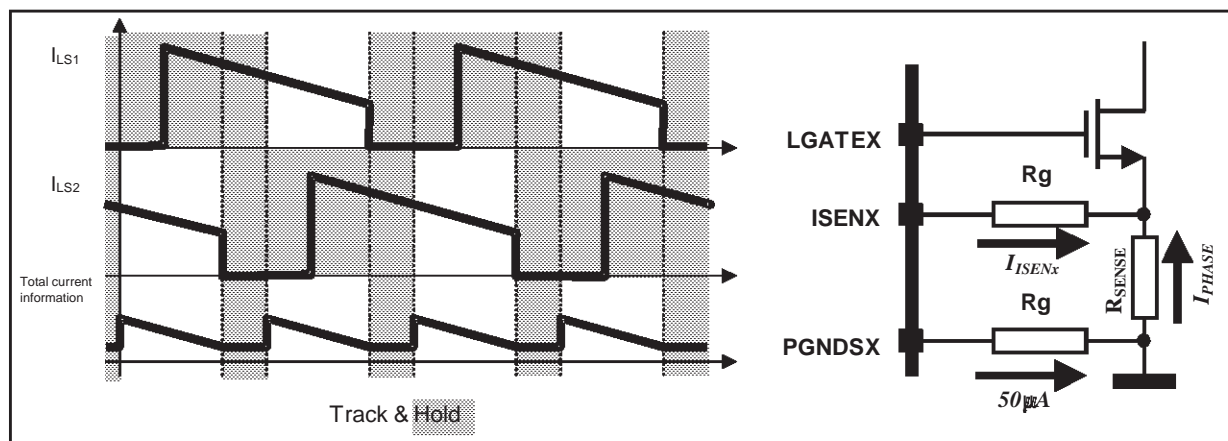 ILS1
ILS2
Total current
information
Track & Hold
LGATEX
Rg
ISENX
IISENx
RSENSE
IPHASE
Rg
PGNDSX
50µA